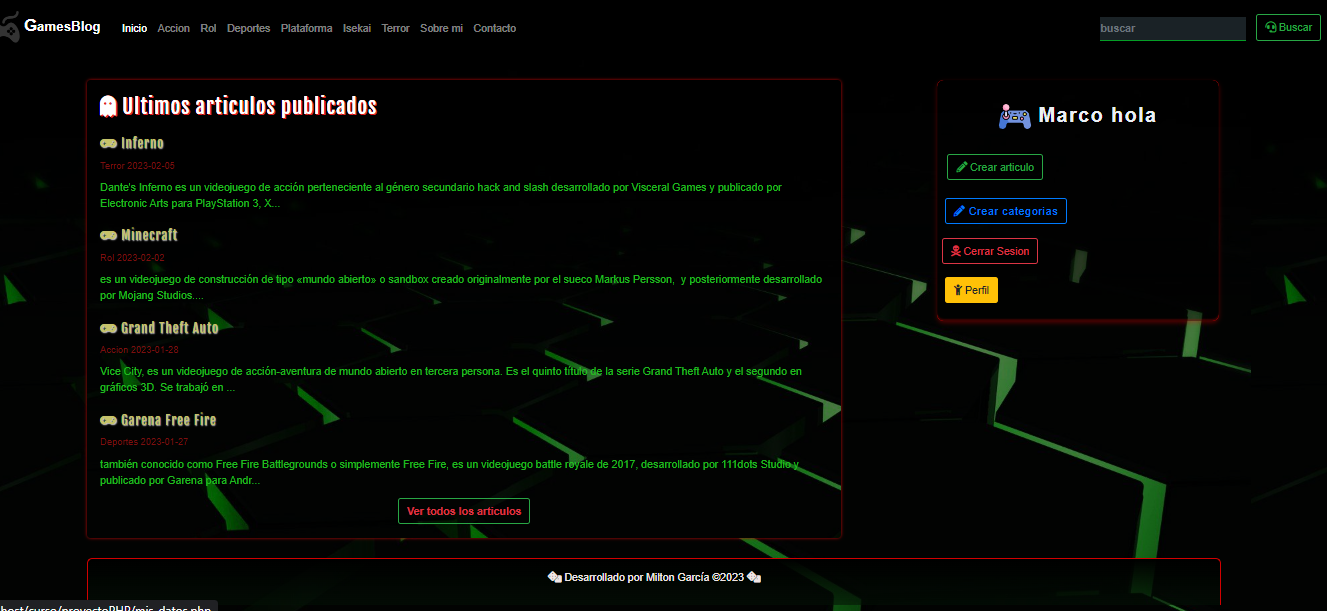 GamesBlog
Inicio Accion Rol Deportes Plataforma Isekai Terror Sobre mi Contacto
buscar
Buscar
Ultimos articulos publicados
Inferno
Terror 2023-02-05
Dante's Inferno es un videojuego de acción perteneciente al género secundario hack and slash desarrollado por Visceral Games y publicado por
Electronic Arts para PlayStation 3, X...
Minecraft
Rol 2023-02-02
es un videojuego de construcción de tipo «mundo abierto» o sandbox creado originalmente por el sueco Markus Persson, y posteriormente desarrollado
por Mojang Studios....
Grand Theft Auto
Accion 2023-01-28
Vice City, es un videojuego de acción-aventura de mundo abierto en tercera persona. Es el quinto título de la serie Grand Theft Auto y el segundo en
gráficos 3D. Se trabajó en ...
Garena Free Fire
Deportes 2023-01-27
también conocido como Free Fire Battlegrounds o simplemente Free Fire, es un videojuego battle royale de 2017, desarrollado por 111dots Studio y
publicado por Garena para Andr...
Ver todos los articulos
Marco hola
Crear articulo
Crear categorias
Cerrar Sesion
Perfil
Desarrollado por Milton García ©2023
host/curso/proyectoPHP/mis-datos.php